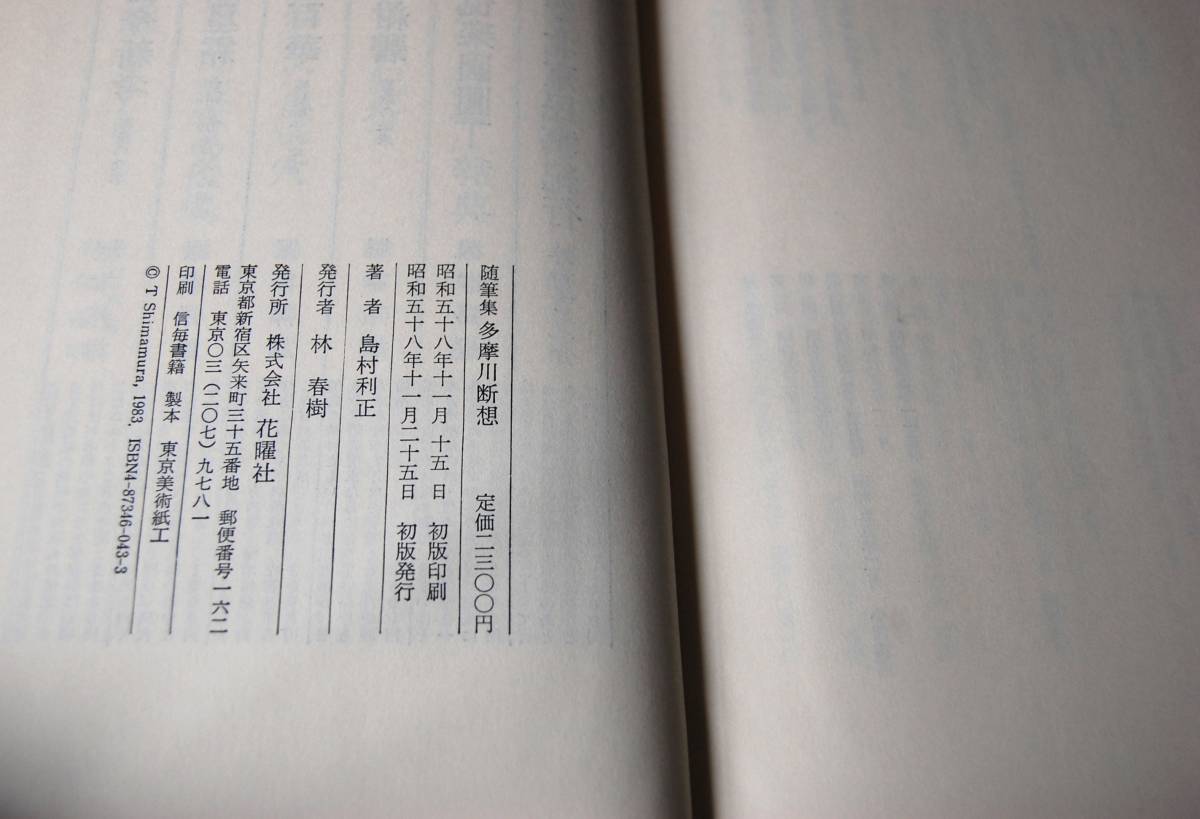 随筆集 多摩川断想 定価二三〇〇円
昭和五十八年十一月 十五 日 初版印刷
昭和五十八年十一月二十五日 初版発行
著 者 島村利正
発行者 林 春樹
発行所 株式会社 花曜社
東京都新宿区矢来町三十五番地 郵便番号一六二
電話 東京〇三(二〇七)九七八一
印刷 信毎書籍 製本 東京美術紙工
© T Shimamura, 1983. ISBN4-87346-043-3